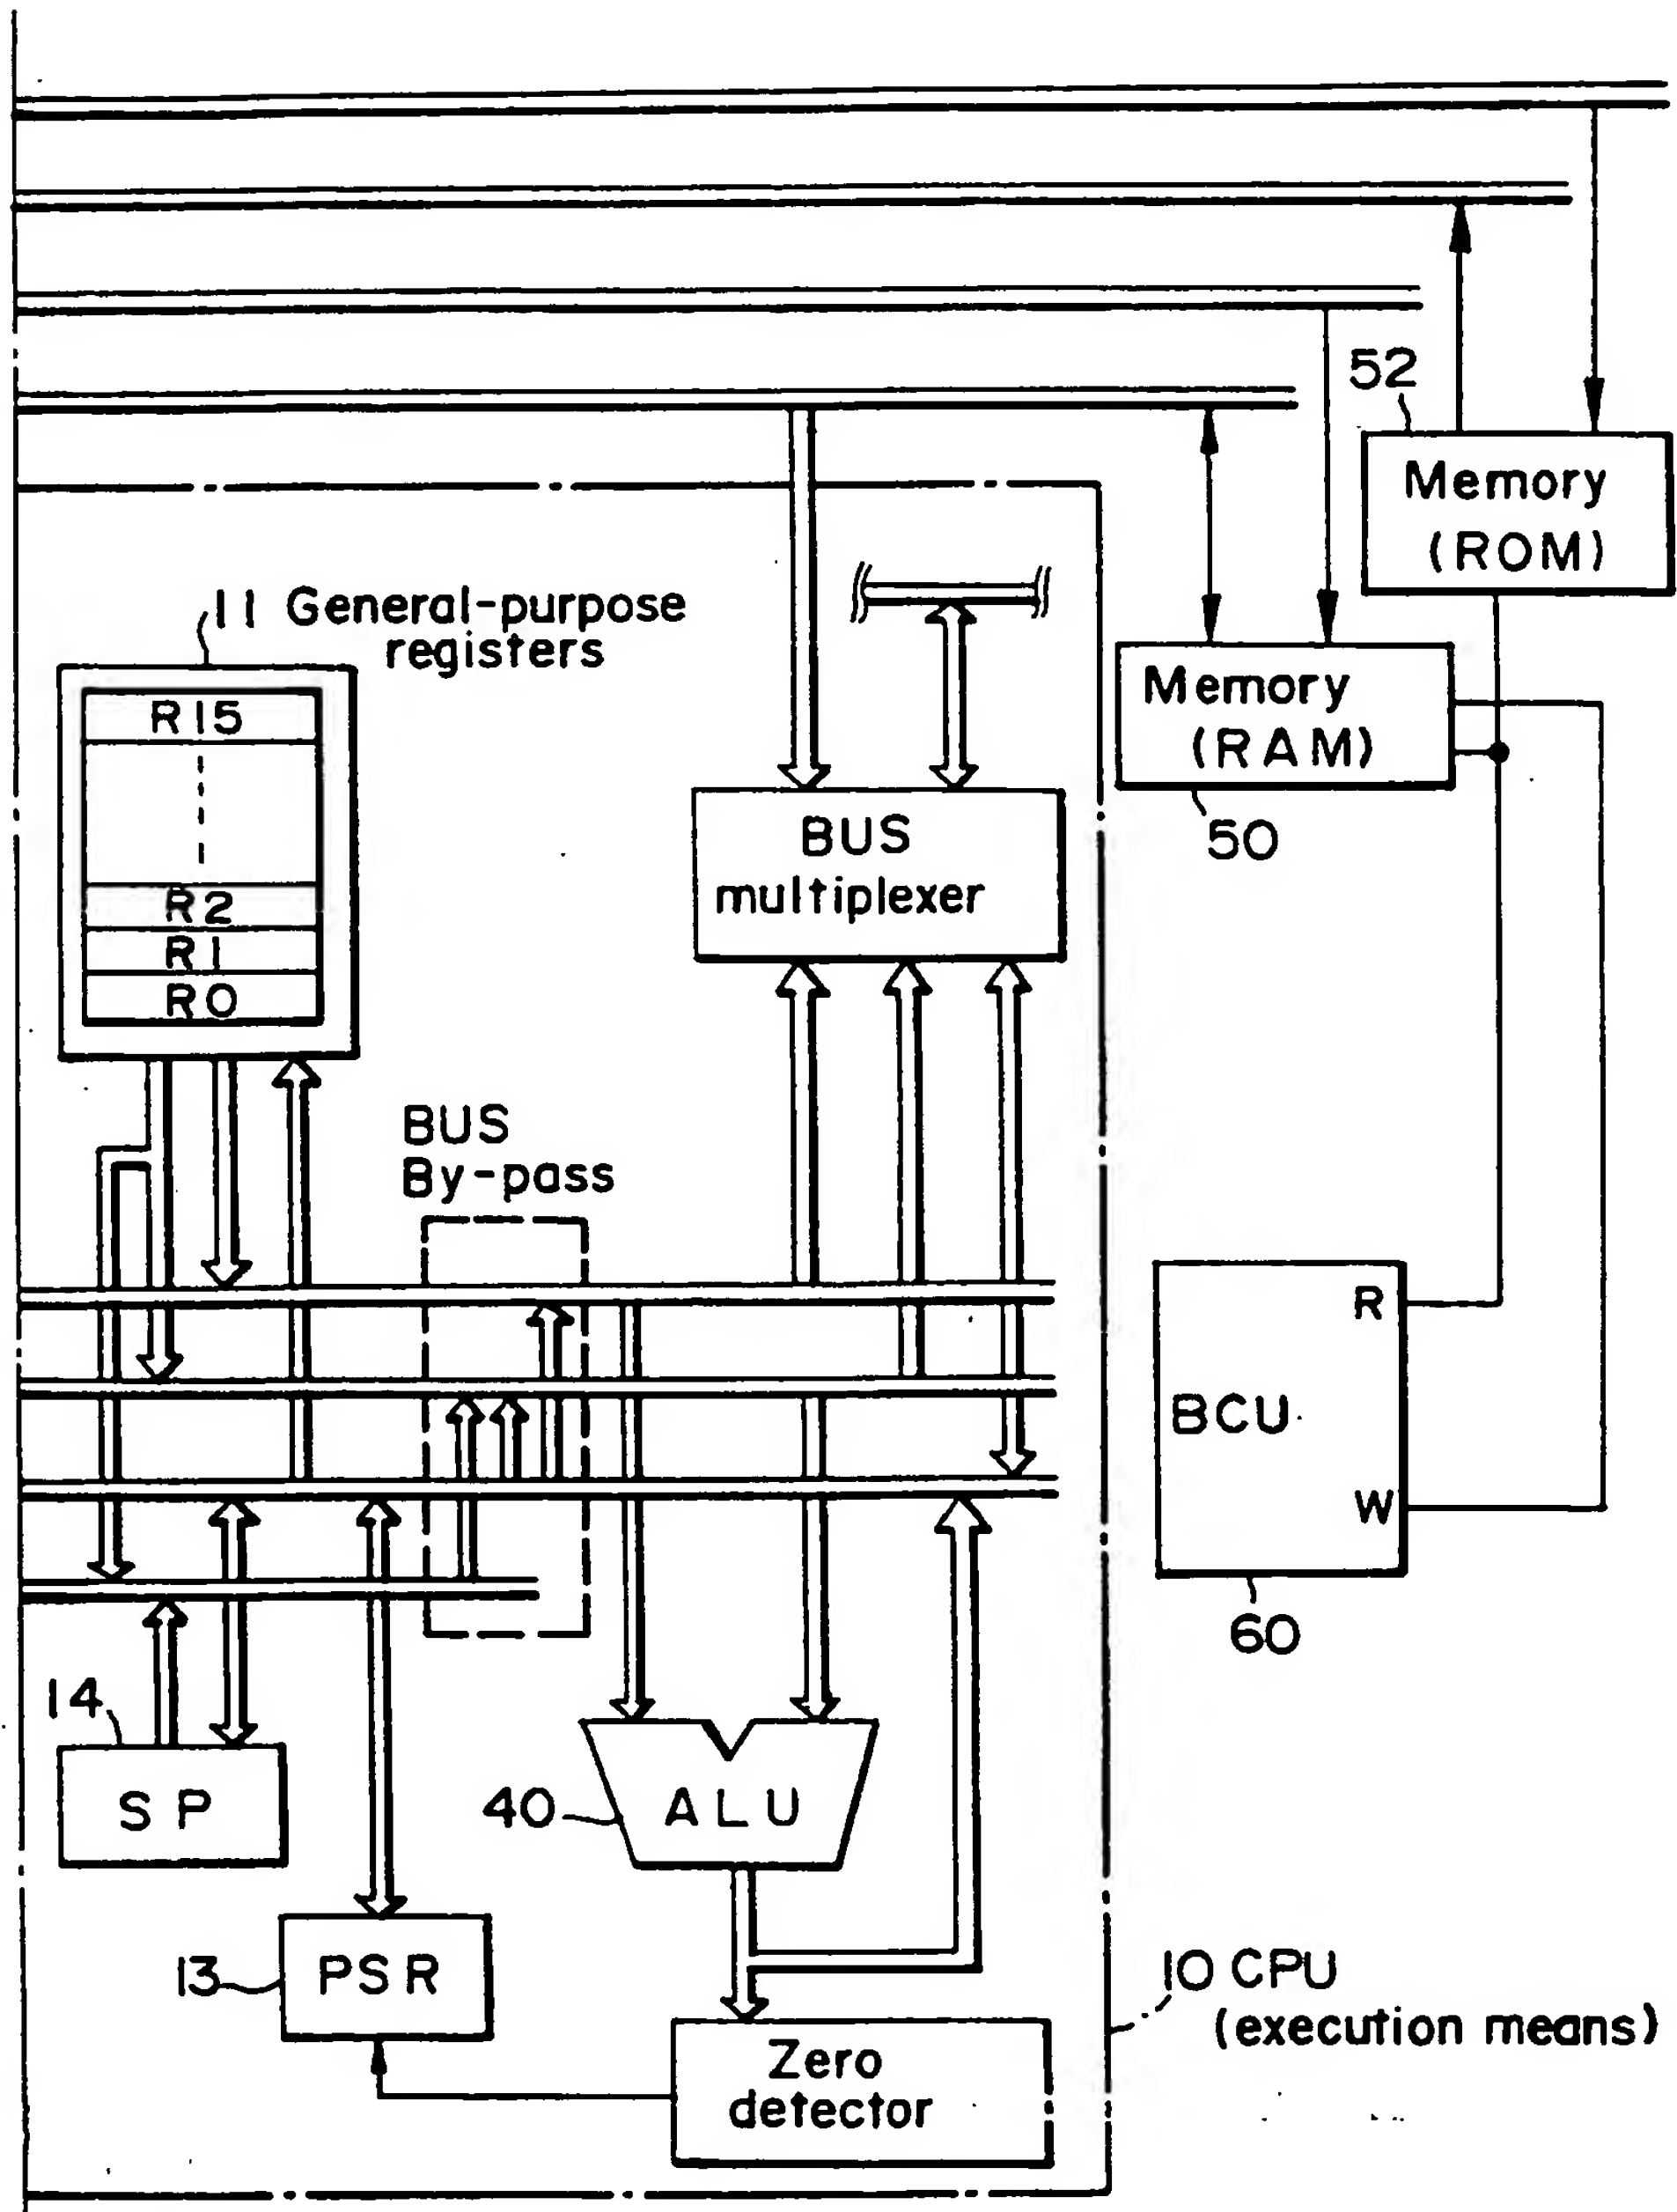 52
Memory
(ROM)
11 General-purpose
registers
R15
R2
R1
R0
Memory
(RAM)
50
BUS
multiplexer
BUS
By-pass
R
BCU
W
60
14
SP
40
ALU
13
PSR
10 CPU
(execution means)
Zero
detector